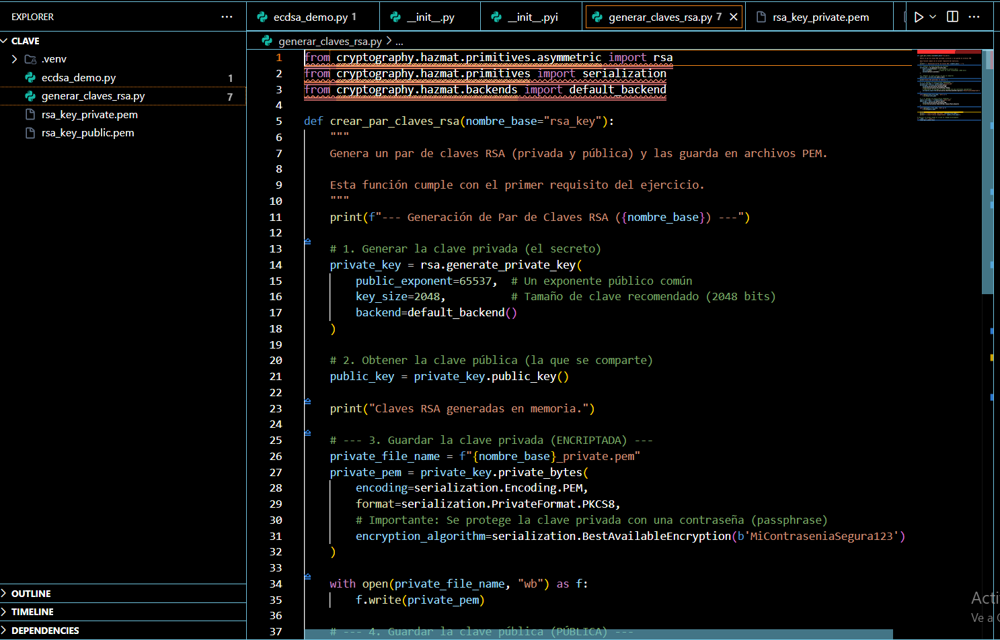 EXPLORER
CLAVE
.venv
ecdsa_demo.py 1
generar_claves_rsa.py 7
rsa_key_private.pem
rsa_key_public.pem
OUTLINE
TIMELINE
DEPENDENCIES
ecdsa_demo.py 1
__init__.py
__init__.pyi
generar_claves_rsa.py 7
rsa_key_private.pem
generar_claves_rsa.py > ...
1 from cryptography.hazmat.primitives.asymmetric import rsa
2 from cryptography.hazmat.primitives import serialization
3 from cryptography.hazmat.backends import default_backend
4
5 def crear_par_claves_rsa(nombre_base="rsa_key"):
6     """
7     Genera un par de claves RSA (privada y pública) y las guarda en archivos PEM.
8
9     Esta función cumple con el primer requisito del ejercicio.
10     """
11     print(f"--- Generación de Par de Claves RSA ({nombre_base}) ---")
12
13     # 1. Generar la clave privada (el secreto)
14     private_key = rsa.generate_private_key(
15         public_exponent=65537,  # Un exponente público común
16         key_size=2048,          # Tamaño de clave recomendado (2048 bits)
17         backend=default_backend()
18     )
19
20     # 2. Obtener la clave pública (la que se comparte)
21     public_key = private_key.public_key()
22
23     print("Claves RSA generadas en memoria.")
24
25     # --- 3. Guardar la clave privada (ENCRIPTADA) ---
26     private_file_name = f"{nombre_base}_private.pem"
27     private_pem = private_key.private_bytes(
28         encoding=serialization.Encoding.PEM,
29         format=serialization.PrivateFormat.PKCS8,
30         # Importante: Se protege la clave privada con una contraseña (passphrase)
31         encryption_algorithm=serialization.BestAvailableEncryption(b'MiContraseniaSegura123')
32     )
33
34     with open(private_file_name, "wb") as f:
35         f.write(private_pem)
36
37     # --- 4. Guardar la clave pública (PÚBLICA) ---
Acti
Ve a C